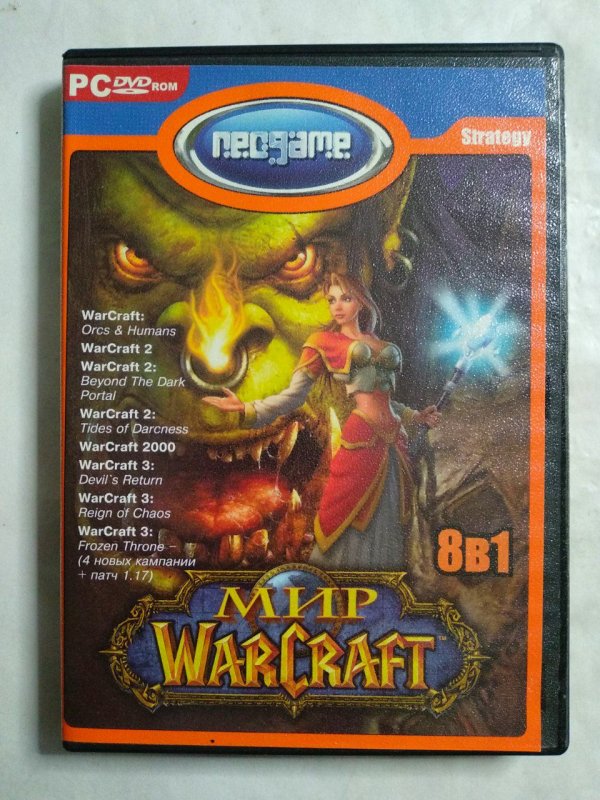 PC DVD ROM
neogame
Strategy
WarCraft:
Orcs & Humans
WarCraft 2
WarCraft 2:
Beyond The Dark
Portal
WarCraft 2:
Tides of Darcness
WarCraft 2000
WarCraft 3:
Devil`s Return
WarCraft 3:
Reign of Chaos
WarCraft 3:
Frozen Throne –
(4 новых кампании
+ патч 1.17)
8в1
МИР
WARCRAFT™